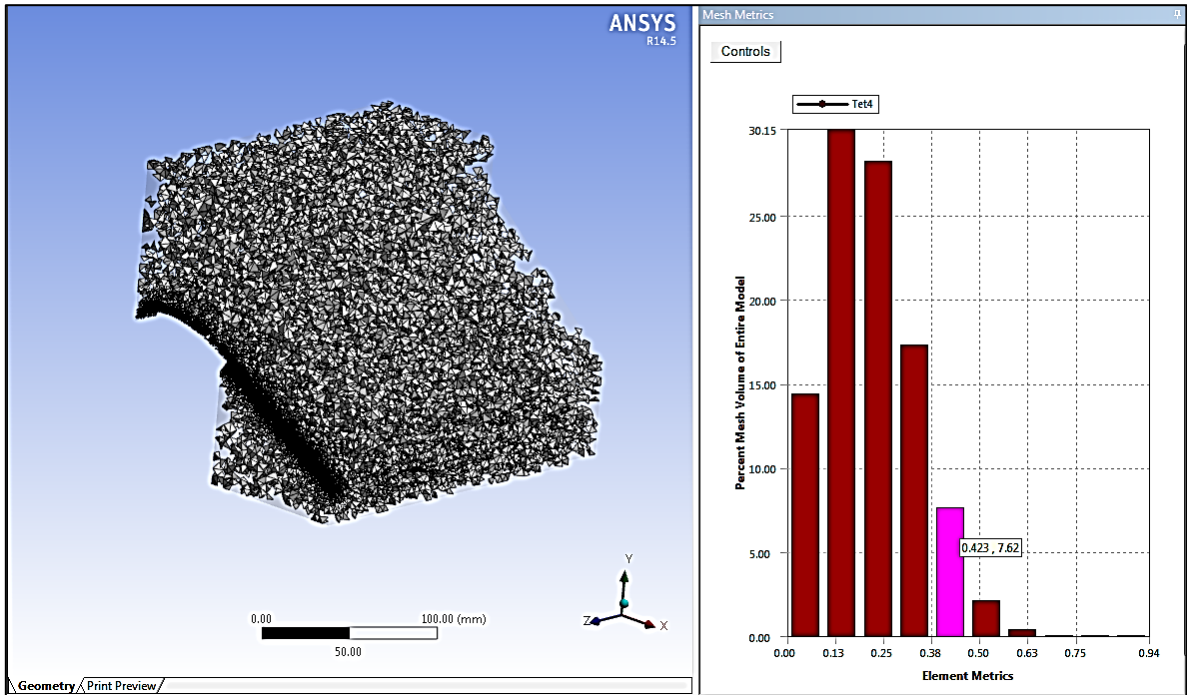 ANSYS
R14.5
0.00
100.00 (mm)
50.00
Y
Z
X
Geometry
Print Preview
Mesh Metrics
Controls
Tet4
30.15
25.00
20.00
15.00
10.00
5.00
0.00
Percent Mesh Volume of Entire Model
0.423 , 7.62
0.00 0.13 0.25 0.38 0.50 0.63 0.75 0.94
Element Metrics